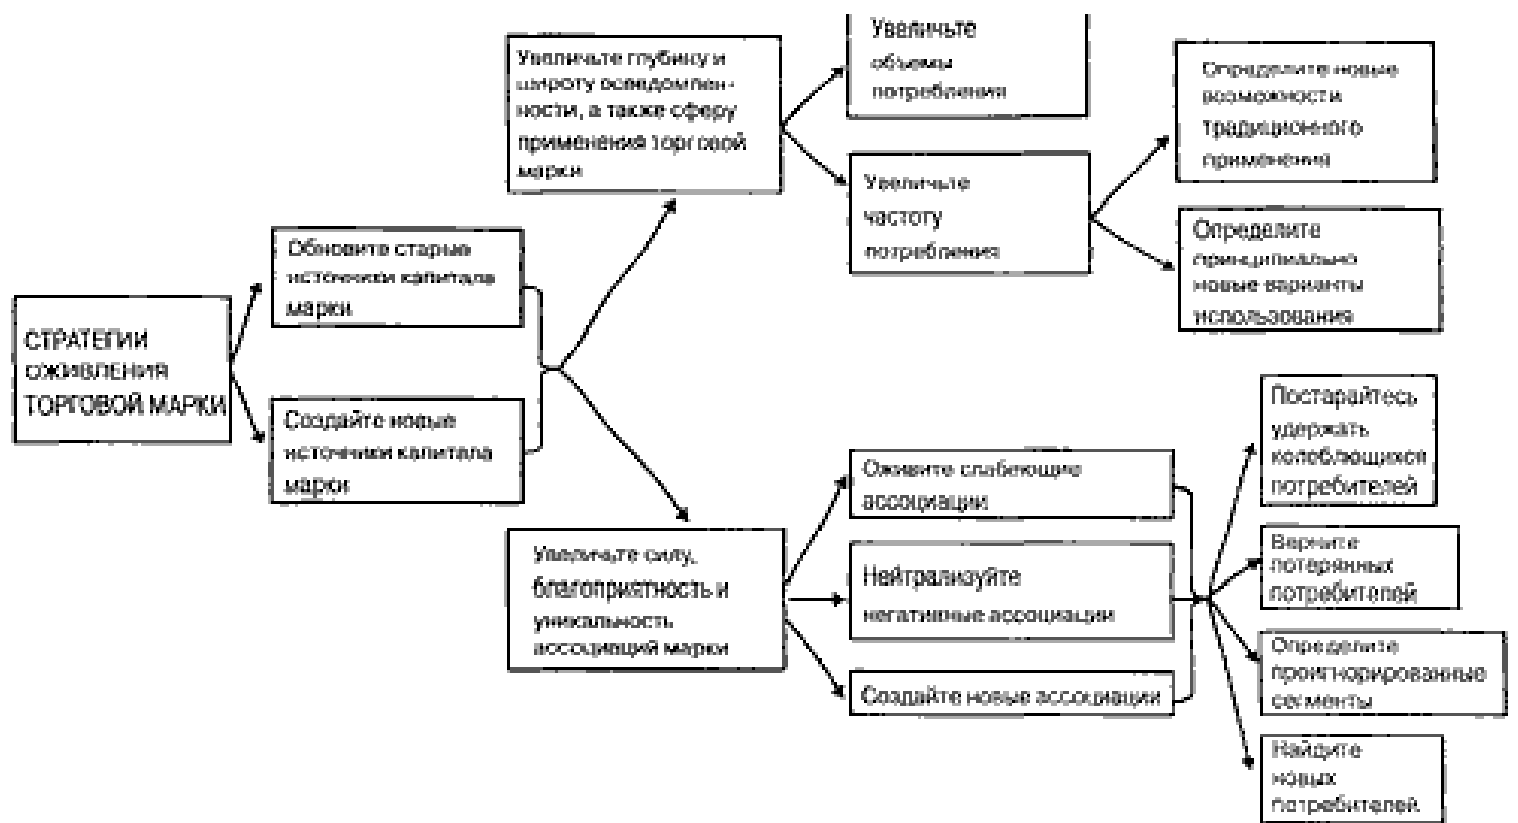 СТРАТЕГИИ
ОЖИВЛЕНИЯ
ТОРГОВОЙ МАРКИ
Обновите старые
источники капитала
марки
Создайте новые
источники капитала
марки
Увеличьте глубину и
широту осведомлен-
ности, а также сферу
применения торговой
марки
Увеличьте
объемы
потребления
Увеличьте
частоту
потребления
Определите новые
возможности
традиционного
применения
Определите
принципиально
новые варианты
использования
Увеличьте силу,
благоприятность и
уникальность
ассоциаций марки
Оживите слабеющие
ассоциации
Нейтрализуйте
негативные ассоциации
Создайте новые ассоциации
Постарайтесь
удержать
колеблющихся
потребителей
Верните
потерянных
потребителей
Определите
проигнорированные
сегменты
Найдите
новых
потребителей